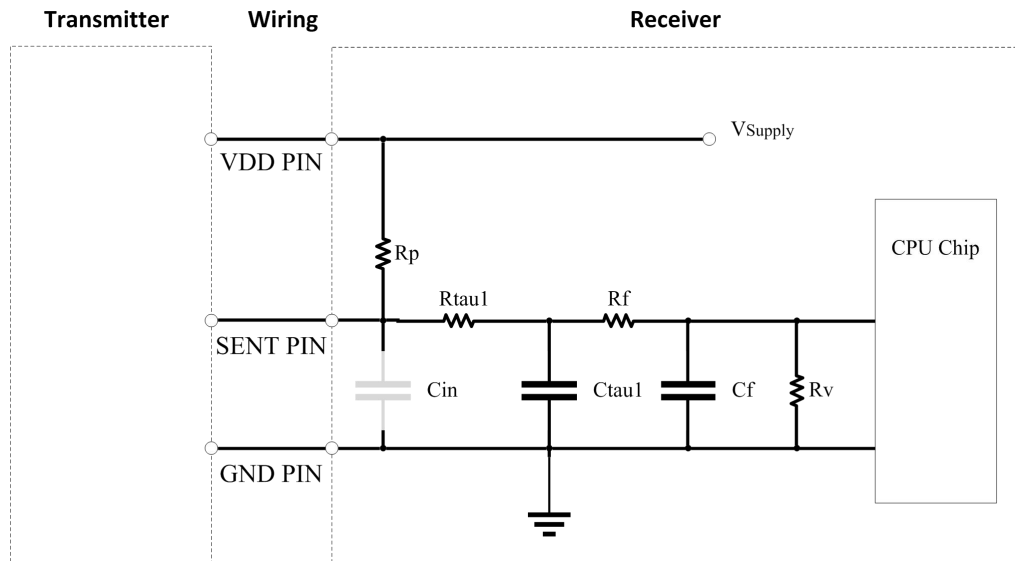 Transmitter
Wiring
Receiver
VSupply
VDD PIN
CPU Chip
Rp
Rtau1
Rf
SENT PIN
Cin
Ctau1
Cf
Rv
GND PIN